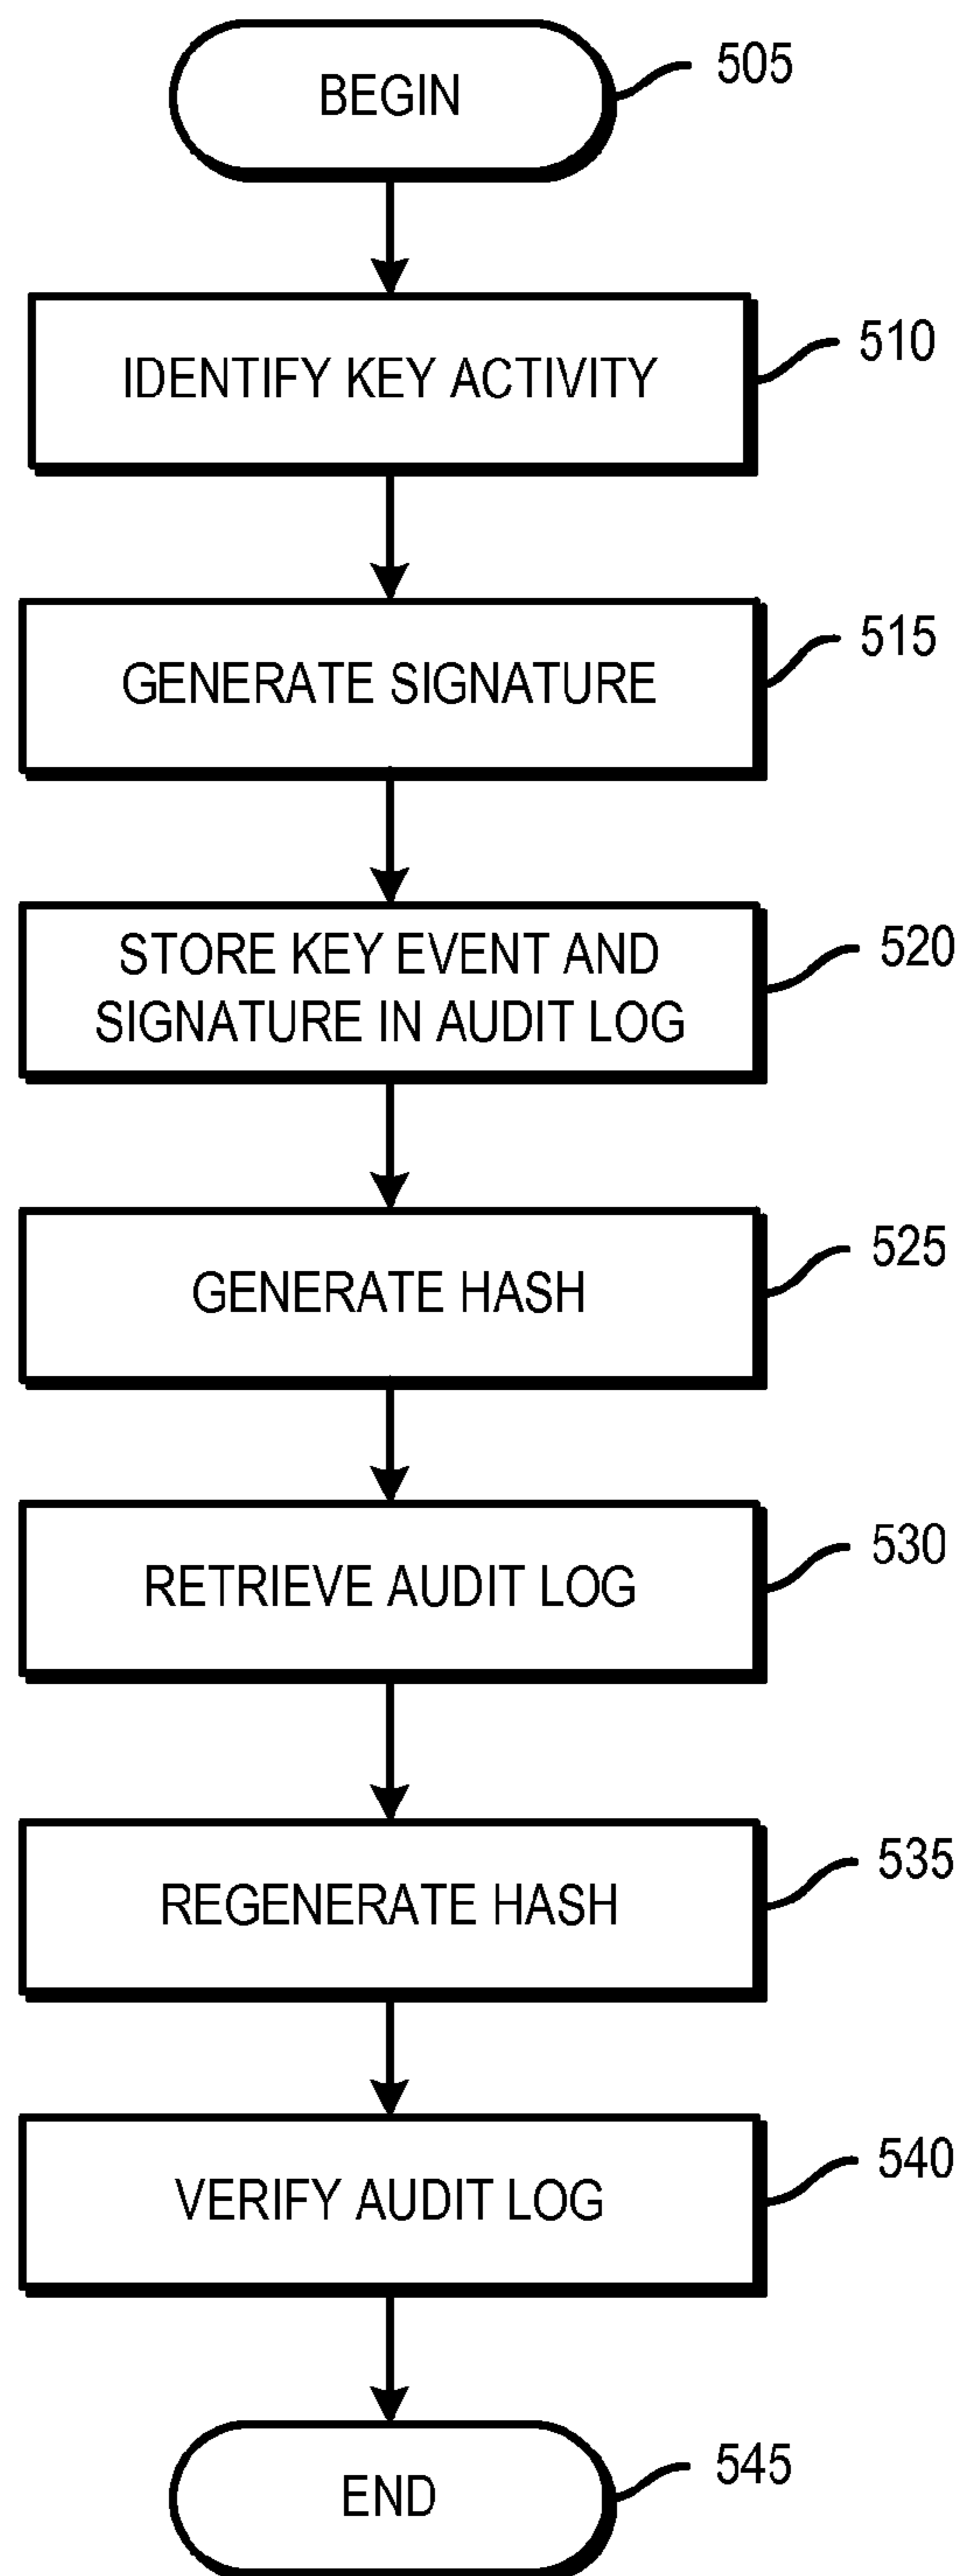 BEGIN
505
IDENTIFY KEY ACTIVITY
510
GENERATE SIGNATURE
515
STORE KEY EVENT AND
SIGNATURE IN AUDIT LOG
520
GENERATE HASH
525
RETRIEVE AUDIT LOG
530
REGENERATE HASH
535
VERIFY AUDIT LOG
540
END
545